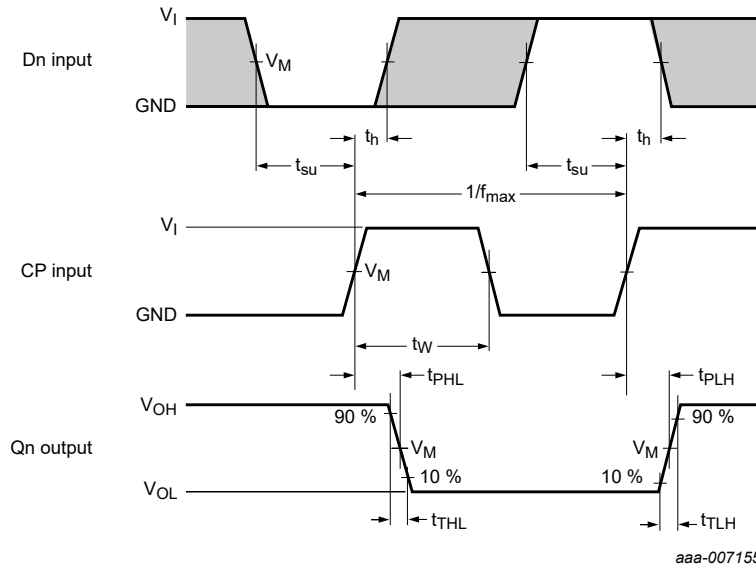 V_I
Dn input
V_M
GND
t_h
t_h
t_su
t_su
1/f_max
V_I
CP input
V_M
GND
t_W
t_PHL
t_PLH
V_OH
90 %
90 %
Qn output
V_M
V_M
10 %
10 %
V_OL
t_THL
t_TLH
aaa-007155